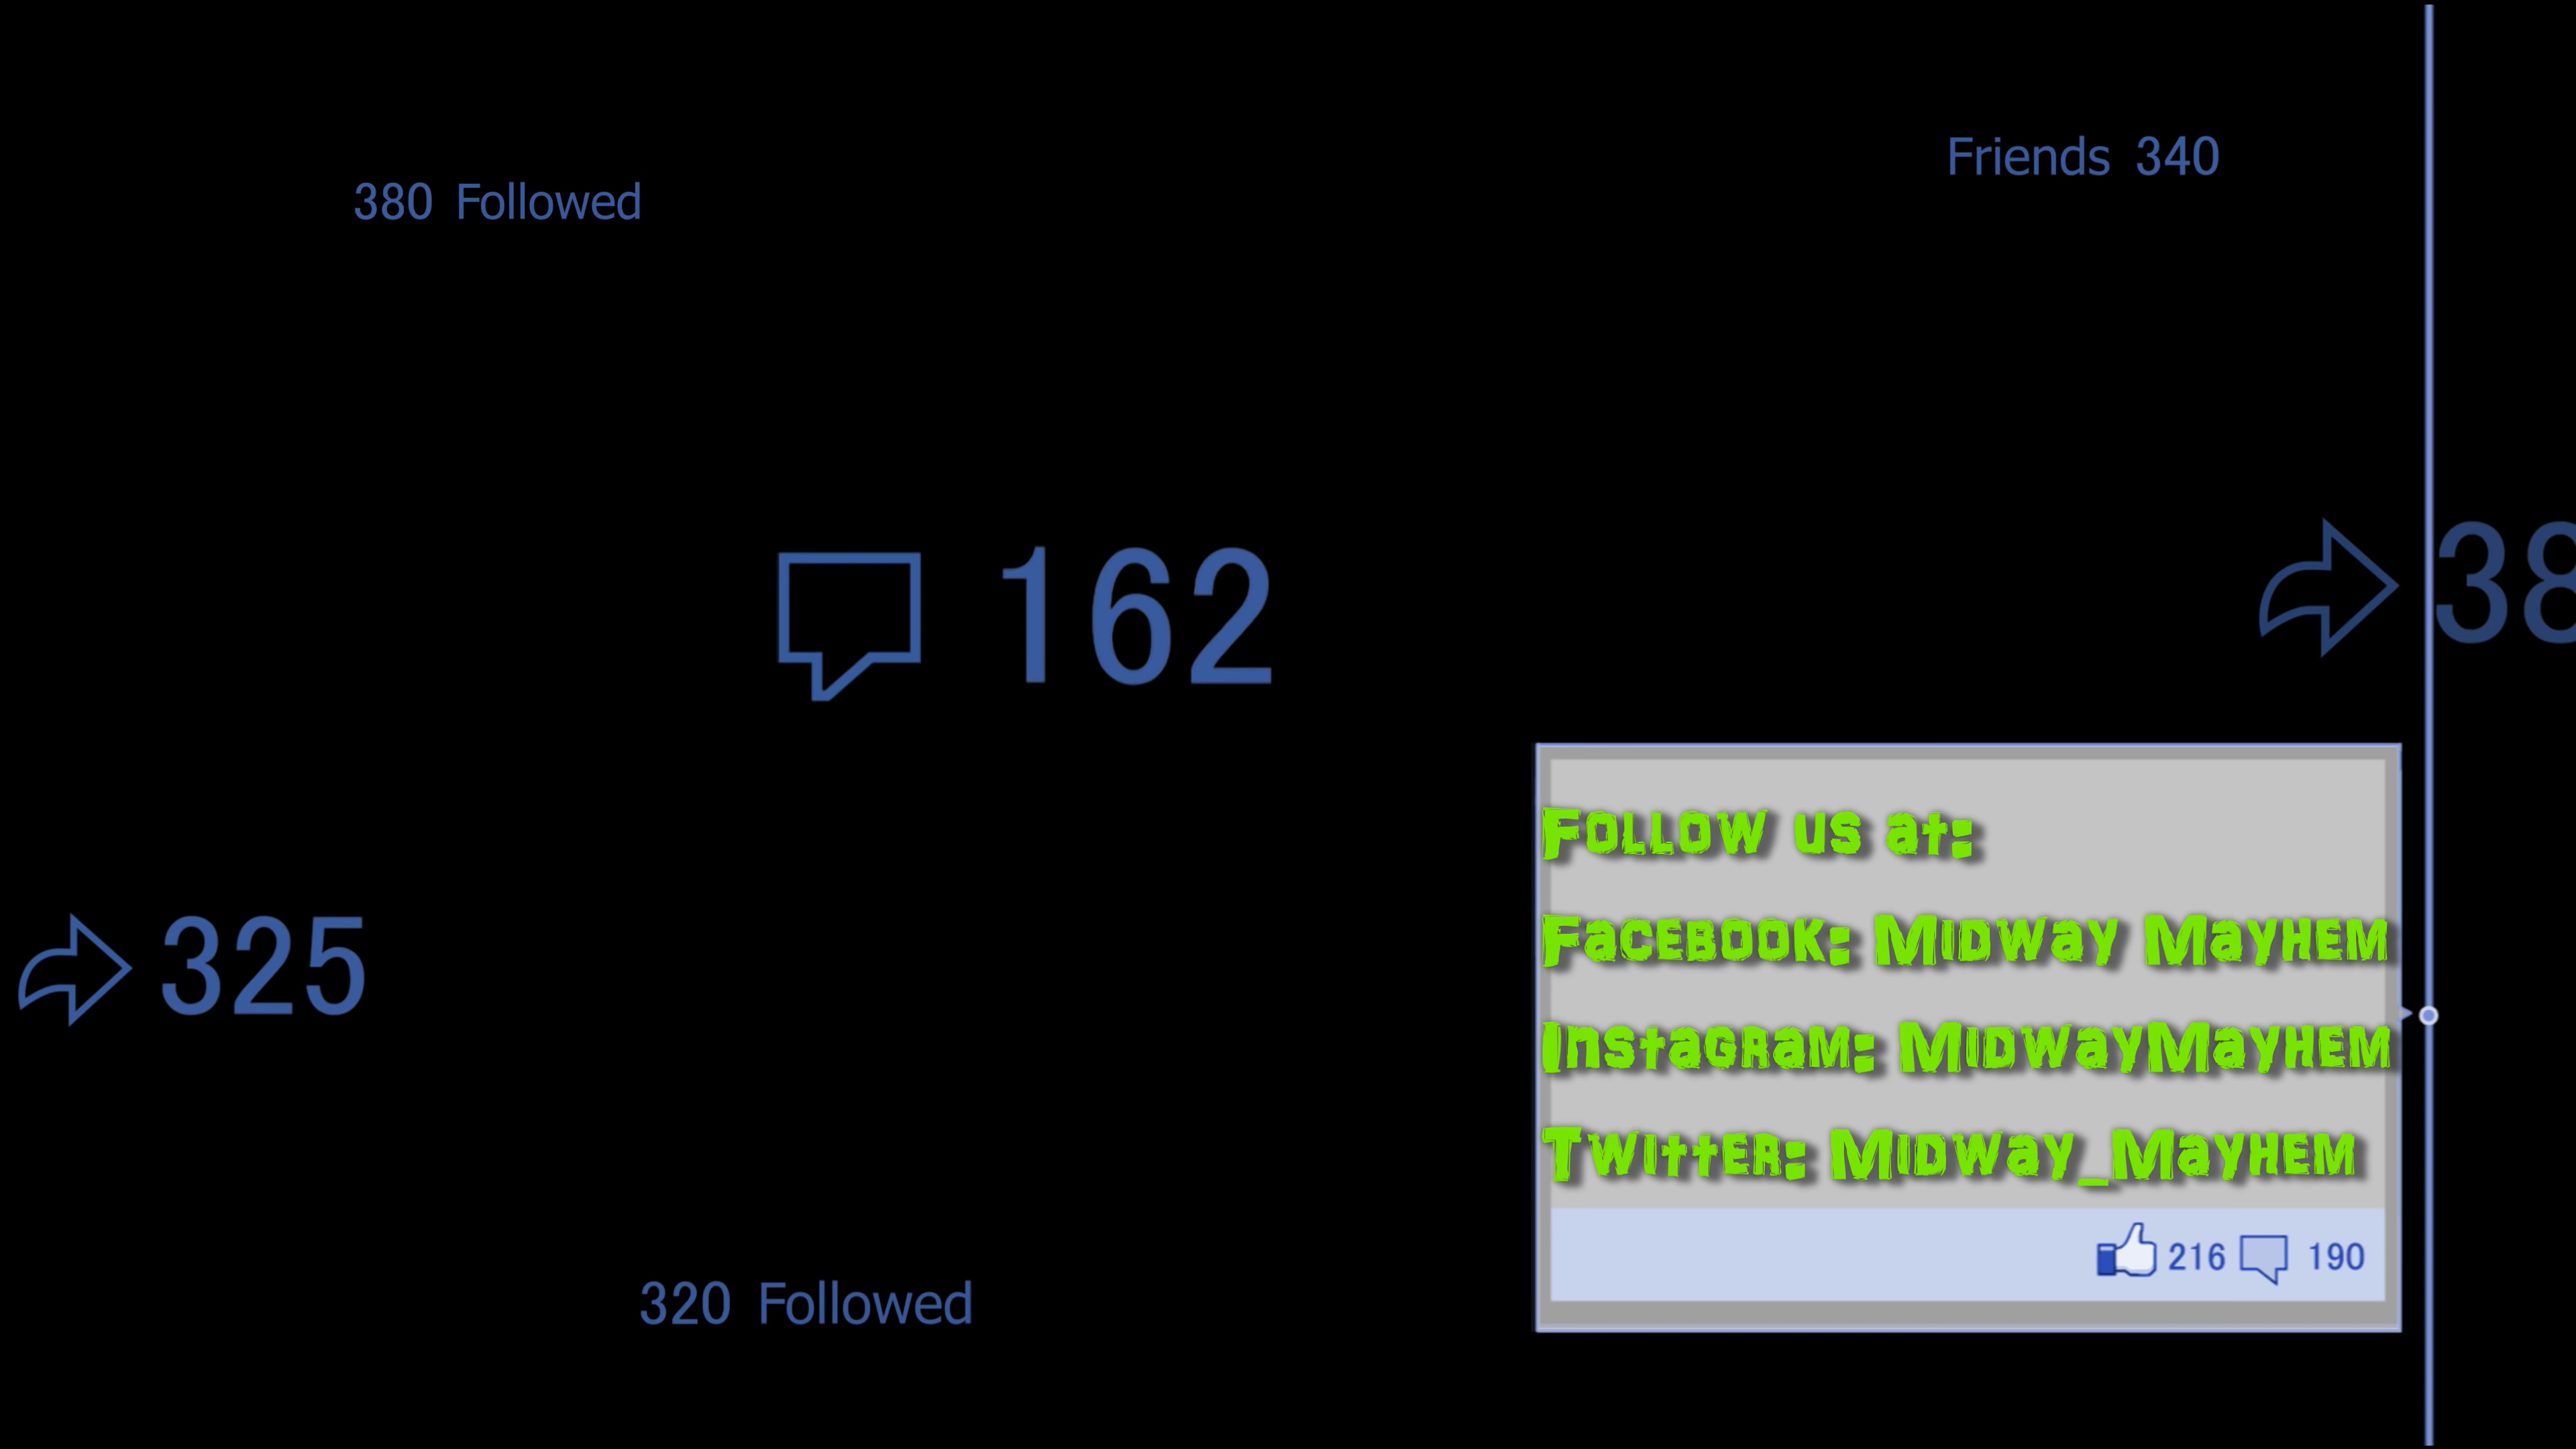 Friends 340
380 Followed
162
38
325
Follow us at:
Facebook: Midway Mayhem
Instagram: MidwayMayhem
Twitter: Midway_Mayhem
216 190
320 Followed